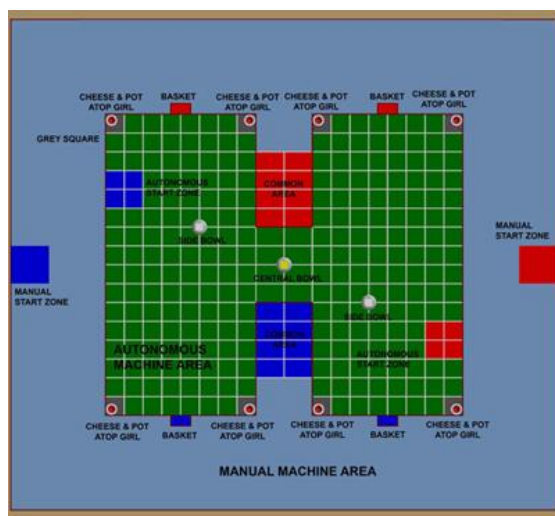 CHEESE & POT
ATOP GIRL
BASKET
CHEESE & POT
ATOP GIRL
CHEESE & POT
ATOP GIRL
BASKET
CHEESE & POT
ATOP GIRL
GREY SQUARE
AUTONOMOUS
START ZONE
COMMON
AREA
MANUAL
START ZONE
SIDE BOWL
CENTRAL BOWL
MANUAL
START ZONE
SIDE BOWL
COMMON
AREA
AUTONOMOUS
MACHINE AREA
AUTONOMOUS
START ZONE
CHEESE & POT
ATOP GIRL
BASKET
CHEESE & POT
ATOP GIRL
CHEESE & POT
ATOP GIRL
BASKET
CHEESE & POT
ATOP GIRL
MANUAL MACHINE AREA